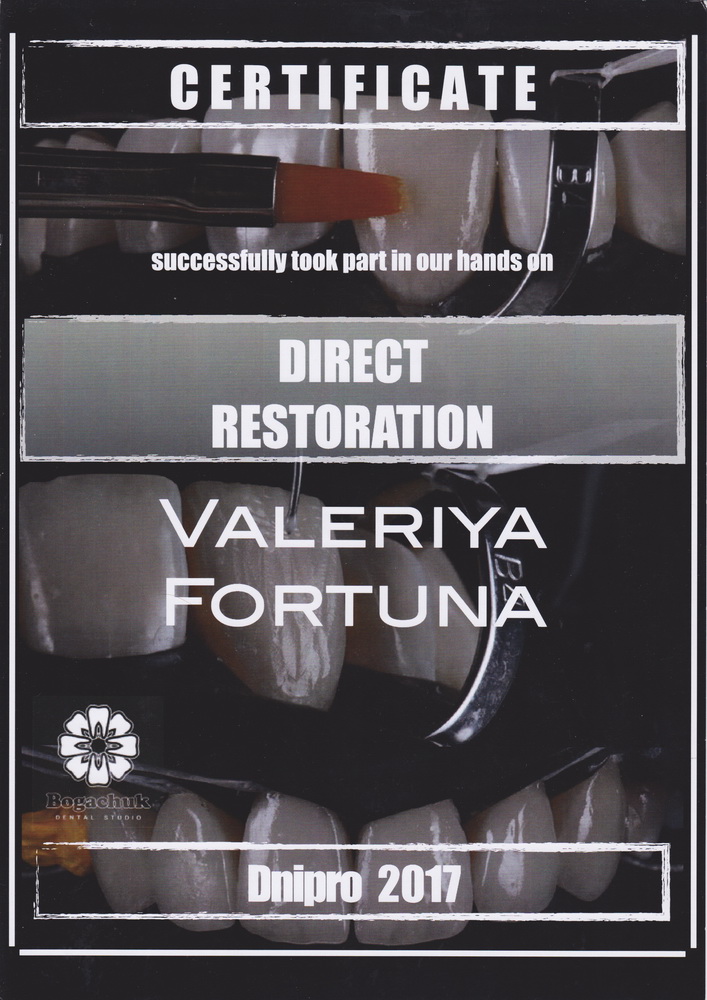 CERTIFICATE
successfully took part in our hands on
DIRECT
RESTORATION
VALERIYA
FORTUNA
Bogachuk
DENTAL STUDIO
Dnipro 2017